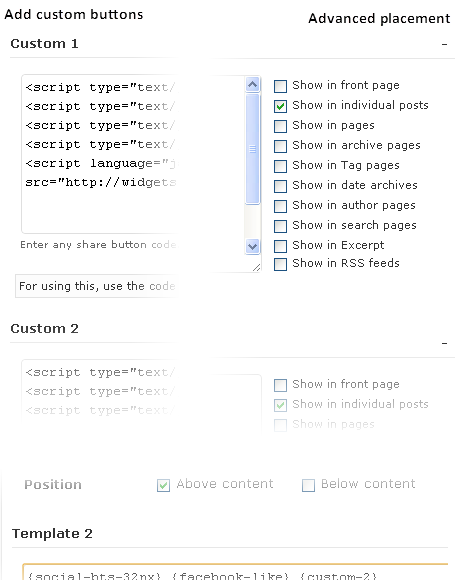 Add custom buttons
Advanced placement
Custom 1
<script type="text/
<script type="text/
<script type="text/
<script type="text/
<script language="j
src="http://widgets
Show in front page
Show in individual posts
Show in pages
Show in archive pages
Show in Tag pages
Show in date archives
Show in author pages
Show in search pages
Show in Excerpt
Show in RSS feeds
Enter any share button code
For using this, use the code
Custom 2
<script type="text/
<script type="text/
<script type="text/
Show in front page
Show in individual posts
Show in pages
Position
Above content
Below content
Template 2
{social-bts-32px} {facebook-like} {custom-2}